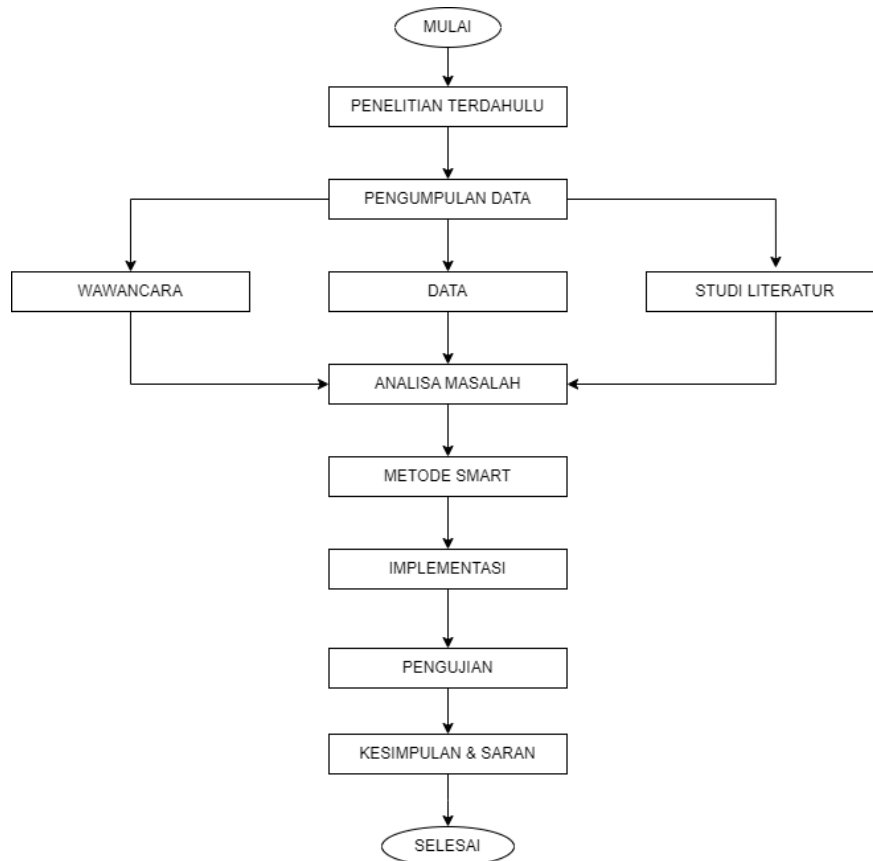 MULAI
PENELITIAN TERDAHULU
PENGUMPULAN DATA
WAWANCARA
DATA
STUDI LITERATUR
ANALISA MASALAH
METODE SMART
IMPLEMENTASI
PENGUJIAN
KESIMPULAN & SARAN
SELESAI